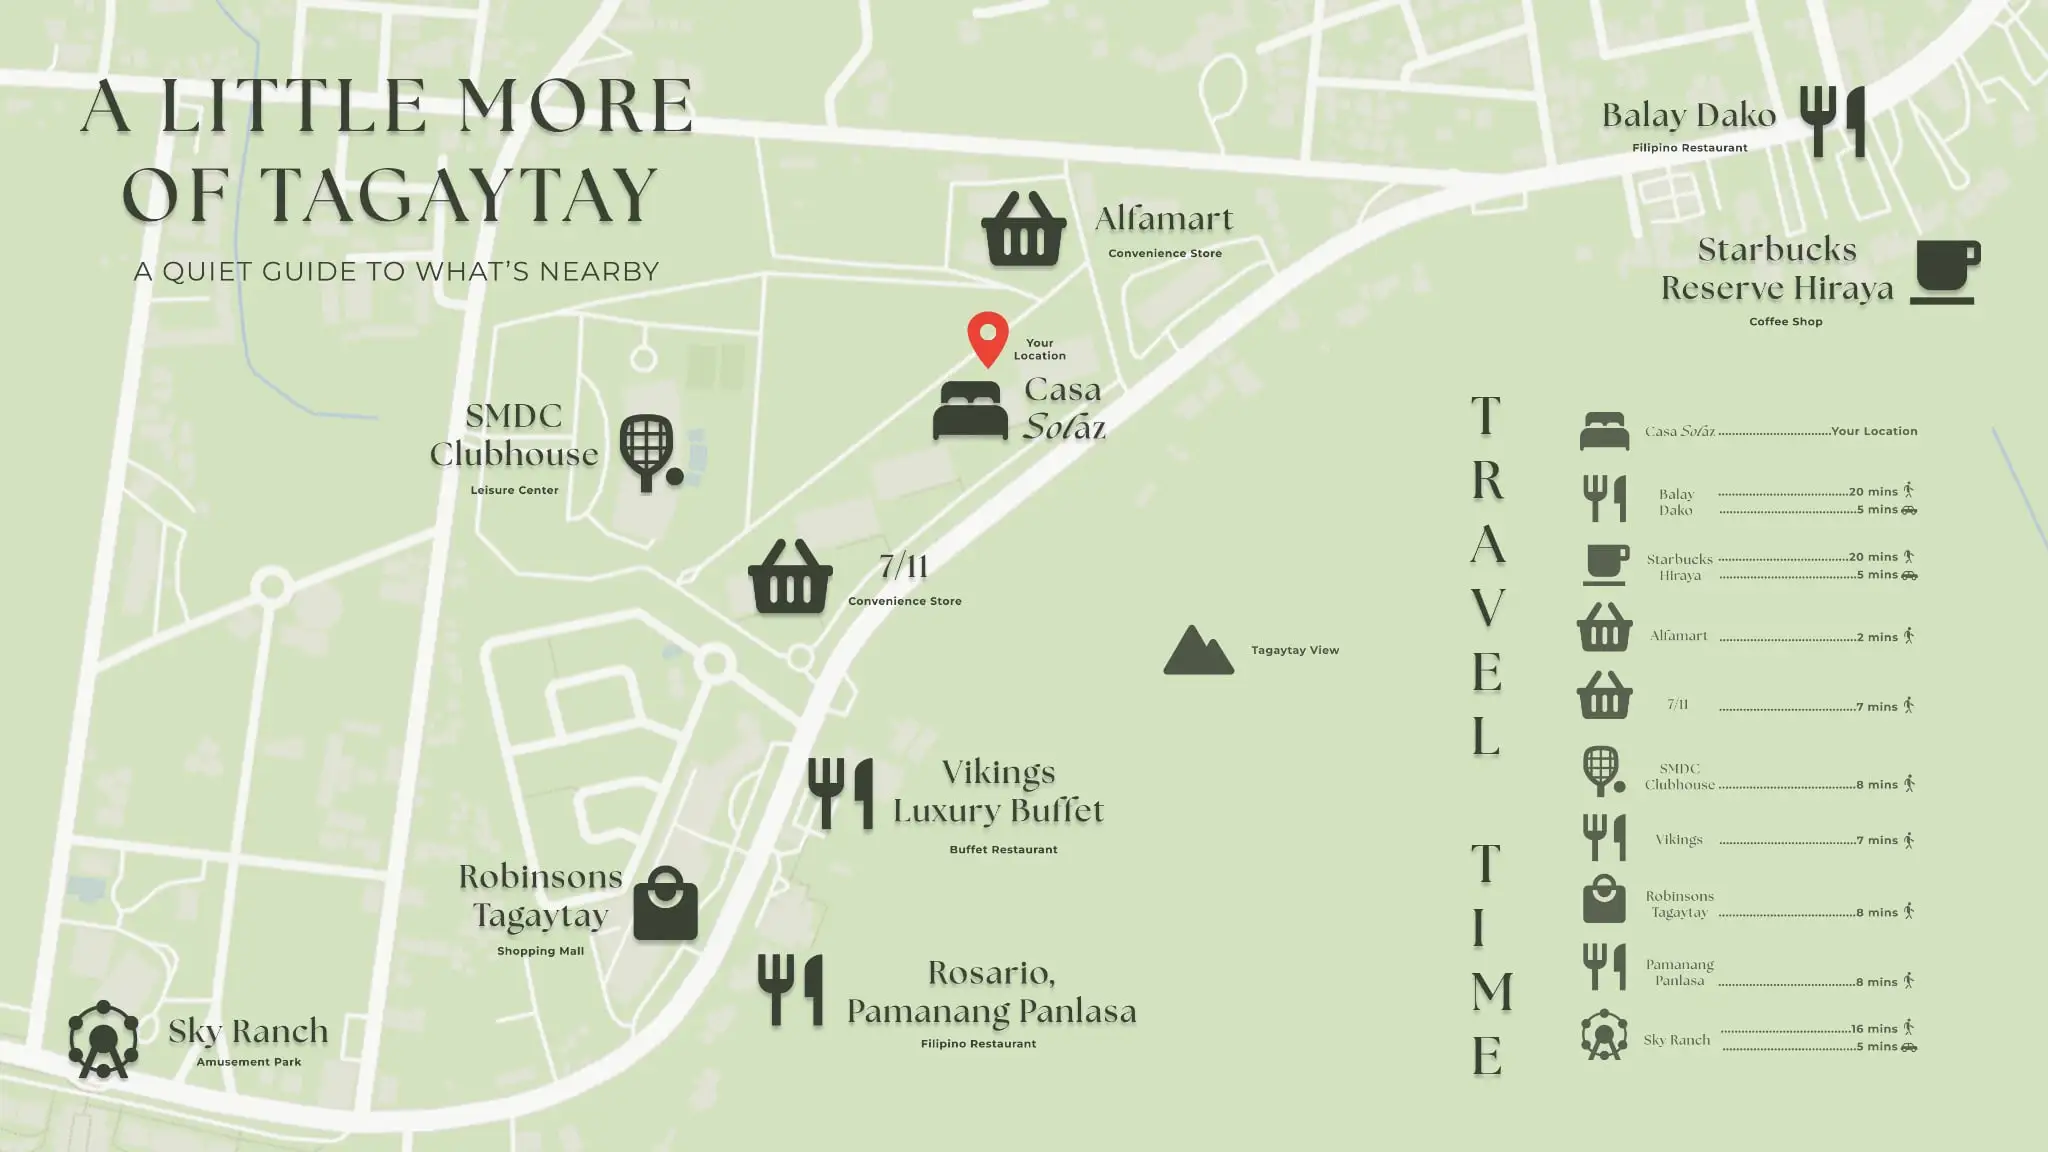 A LITTLE MORE
OF TAGAYTAY
A QUIET GUIDE TO WHAT'S NEARBY
Balay Dako
Filipino Restaurant
Alfamart
Convenience Store
Starbucks
Reserve Hiraya
Coffee Shop
Your
Location
Casa
Solaz
SMDC
Clubhouse
Leisure Center
7/11
Convenience Store
Tagaytay View
Vikings
Luxury Buffet
Buffet Restaurant
Robinsons
Tagaytay
Shopping Mall
Rosario,
Pamanang Panlasa
Filipino Restaurant
Sky Ranch
Amusement Park
TRAVEL TIME
Casa Solaz ................................Your Location
Balay
Dako
.....................................20 mins
.......................................5 mins
Starbucks
Hiraya
.....................................20 mins
.......................................5 mins
Alfamart .......................................2 mins
7/11 .......................................7 mins
SMDC
Clubhouse .......................................8 mins
Vikings .......................................7 mins
Robinsons
Tagaytay .......................................8 mins
Pamanang
Panlasa .......................................8 mins
Sky Ranch
.....................................16 mins
......................................5 mins